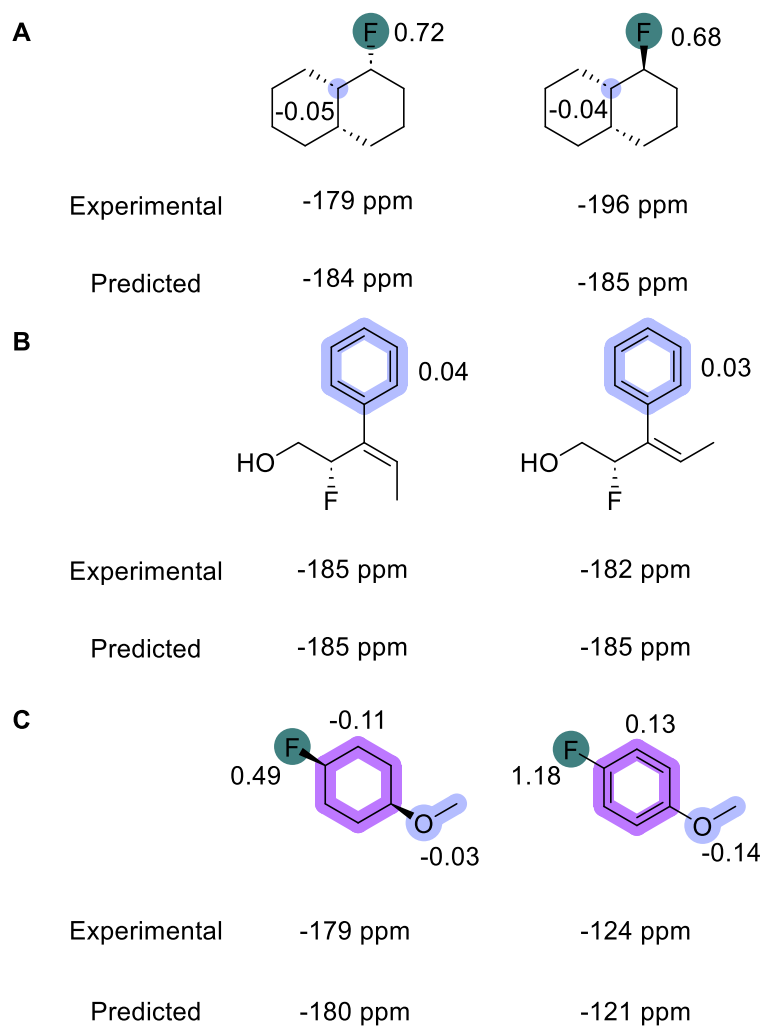 A
F 0.72
F 0.68
-0.05
-0.04
Experimental -179 ppm -196 ppm
Predicted -184 ppm -185 ppm
B
0.04
0.03
HO
HO
F
F
Experimental -185 ppm -182 ppm
Predicted -185 ppm -185 ppm
C
-0.11
0.13
F
F
0.49
1.18
O
O
-0.03
-0.14
Experimental -179 ppm -124 ppm
Predicted -180 ppm -121 ppm